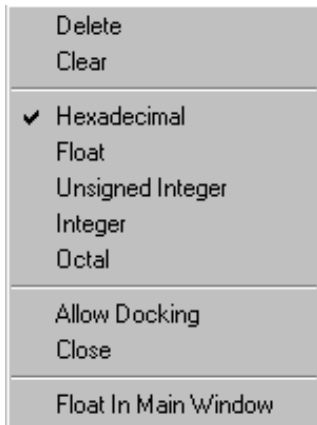 Delete
Clear
Hexadecimal
Float
Unsigned Integer
Integer
Octal
Allow Docking
Close
Float In Main Window